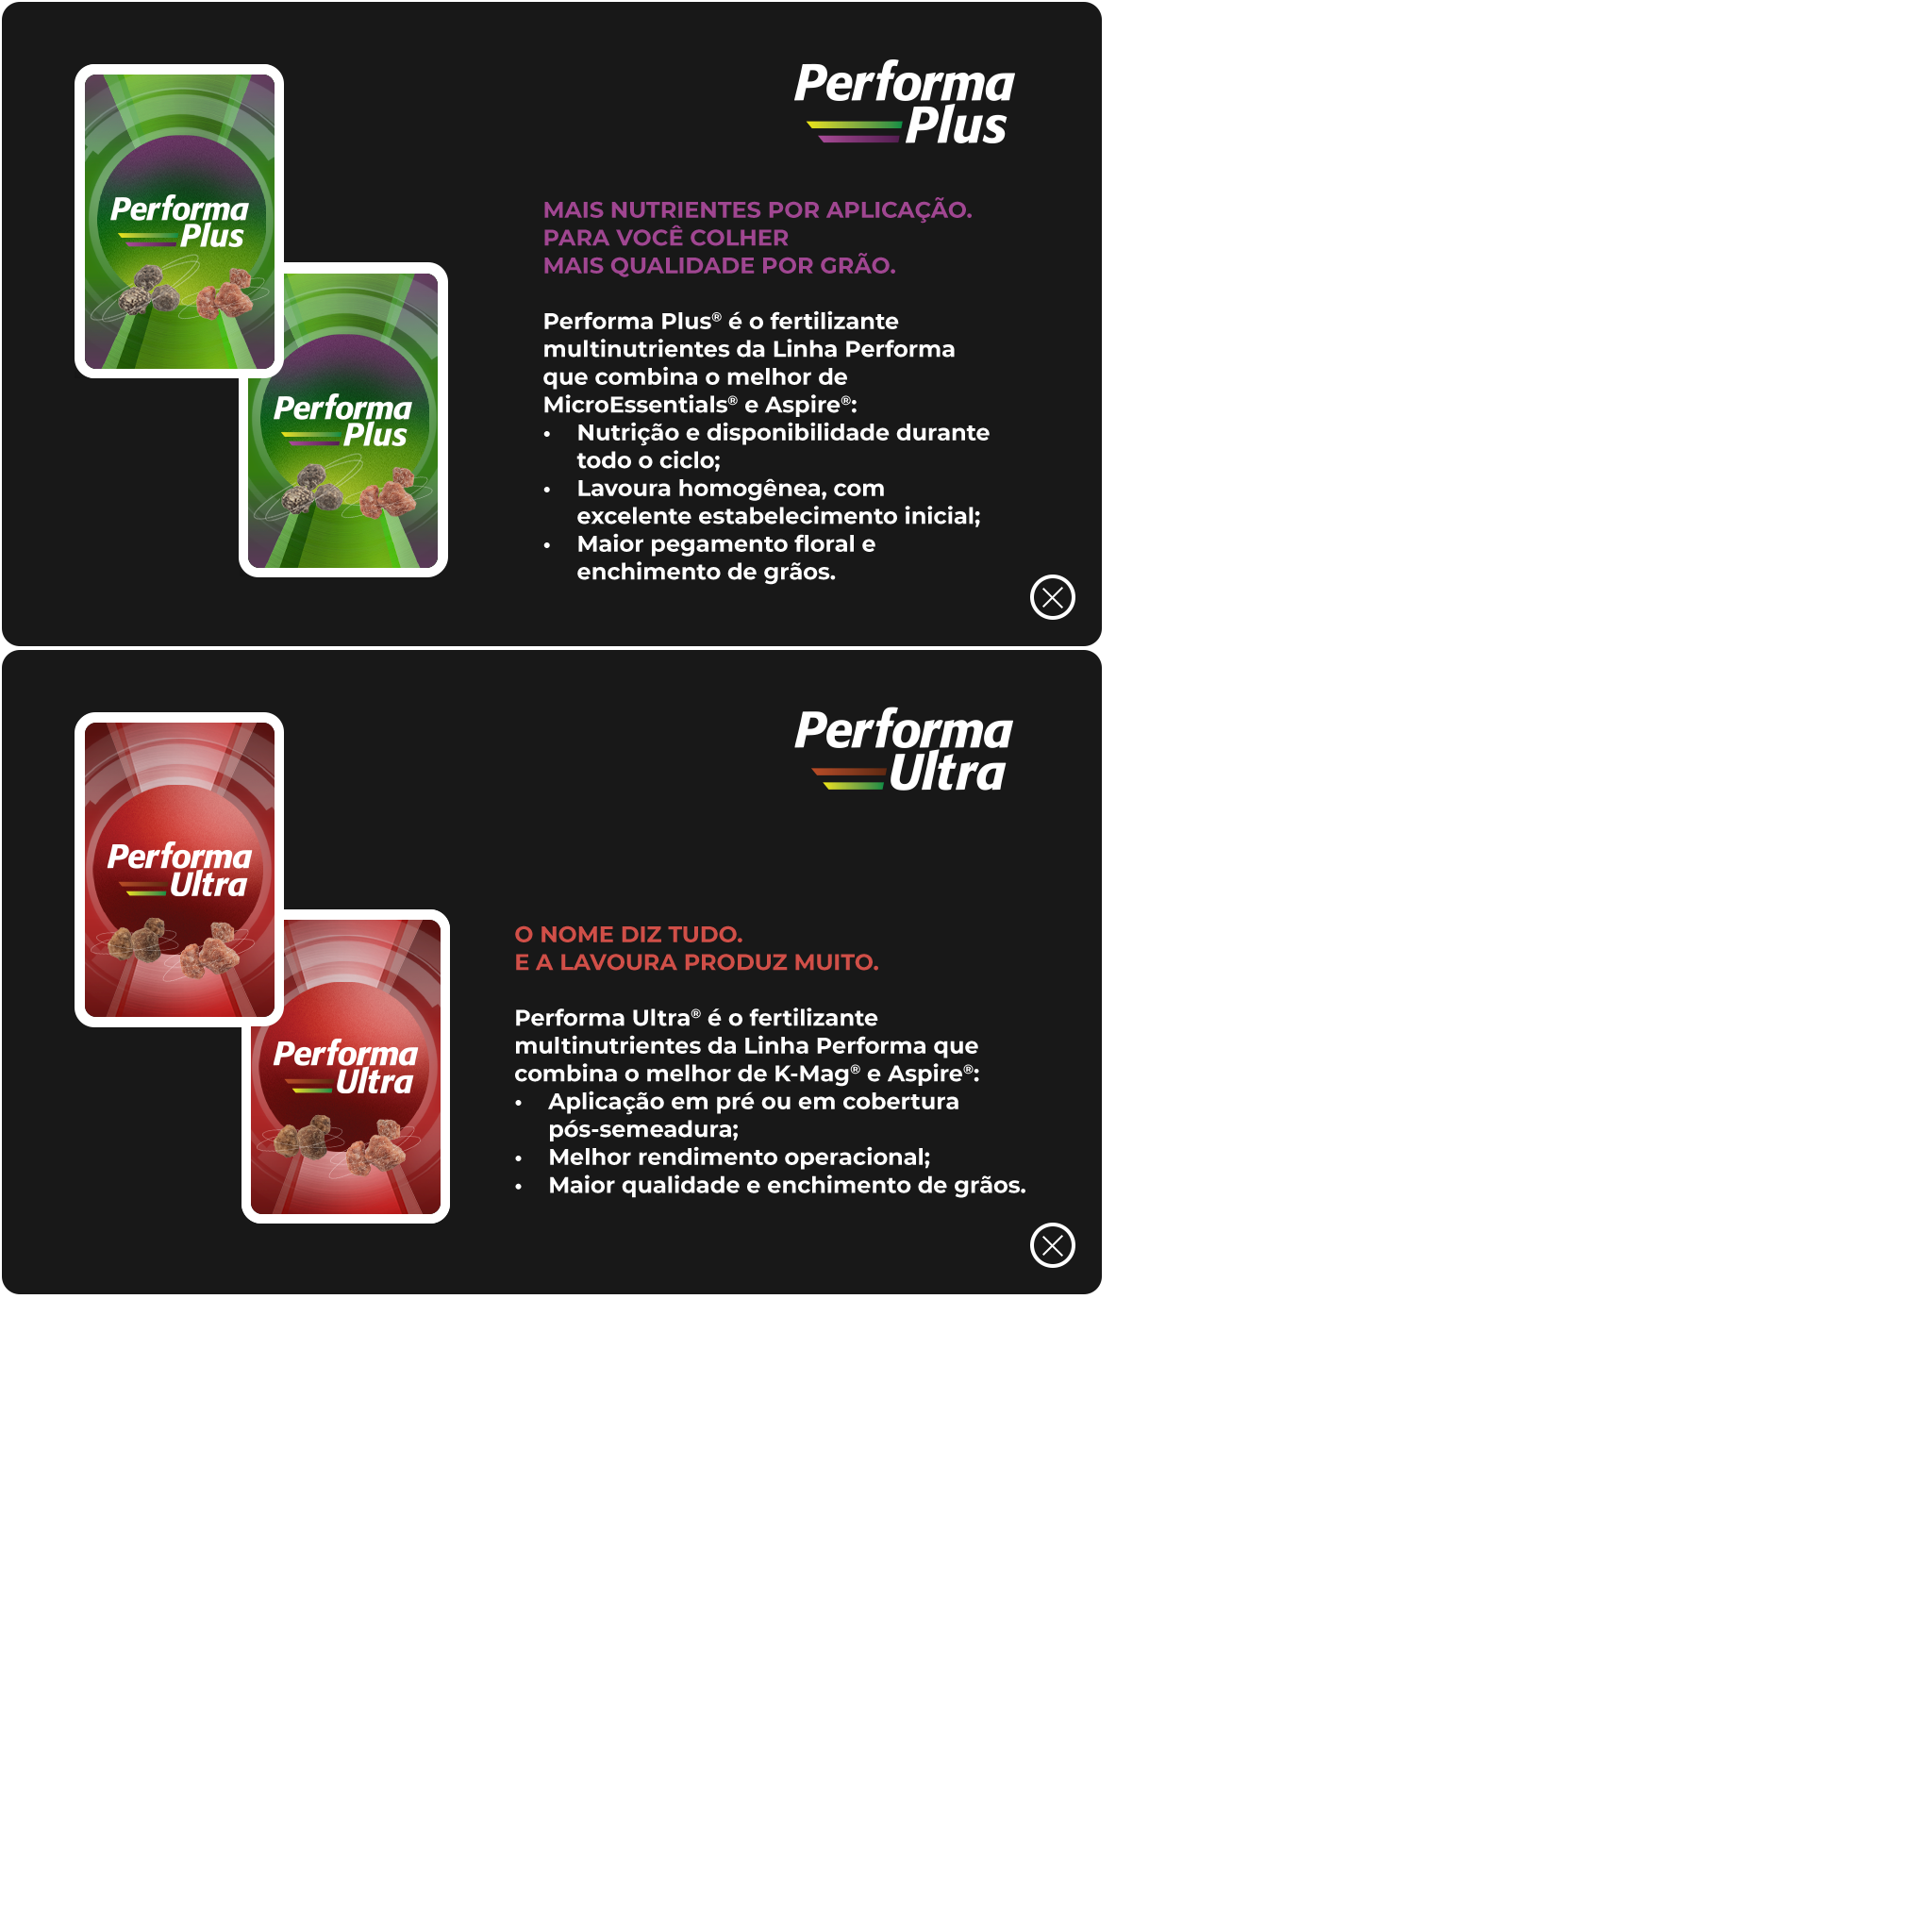 Performa
Plus
Performa
Plus
Performa
Plus
MAIS NUTRIENTES POR APLICAÇÃO.
PARA VOCÊ COLHER
MAIS QUALIDADE POR GRÃO.
Performa Plus® é o fertilizante
multinutrientes da Linha Performa
que combina o melhor de
MicroEssentials® e Aspire®:
• Nutrição e disponibilidade durante
todo o ciclo;
• Lavoura homogênea, com
excelente estabelecimento inicial;
• Maior pegamento floral e
enchimento de grãos.
Performa
Ultra
Performa
Ultra
Performa
Ultra
O NOME DIZ TUDO.
E A LAVOURA PRODUZ MUITO.
Performa Ultra® é o fertilizante
multinutrientes da Linha Performa que
combina o melhor de K-Mag® e Aspire®:
• Aplicação em pré ou em cobertura
pós-semeadura;
• Melhor rendimento operacional;
• Maior qualidade e enchimento de grãos.